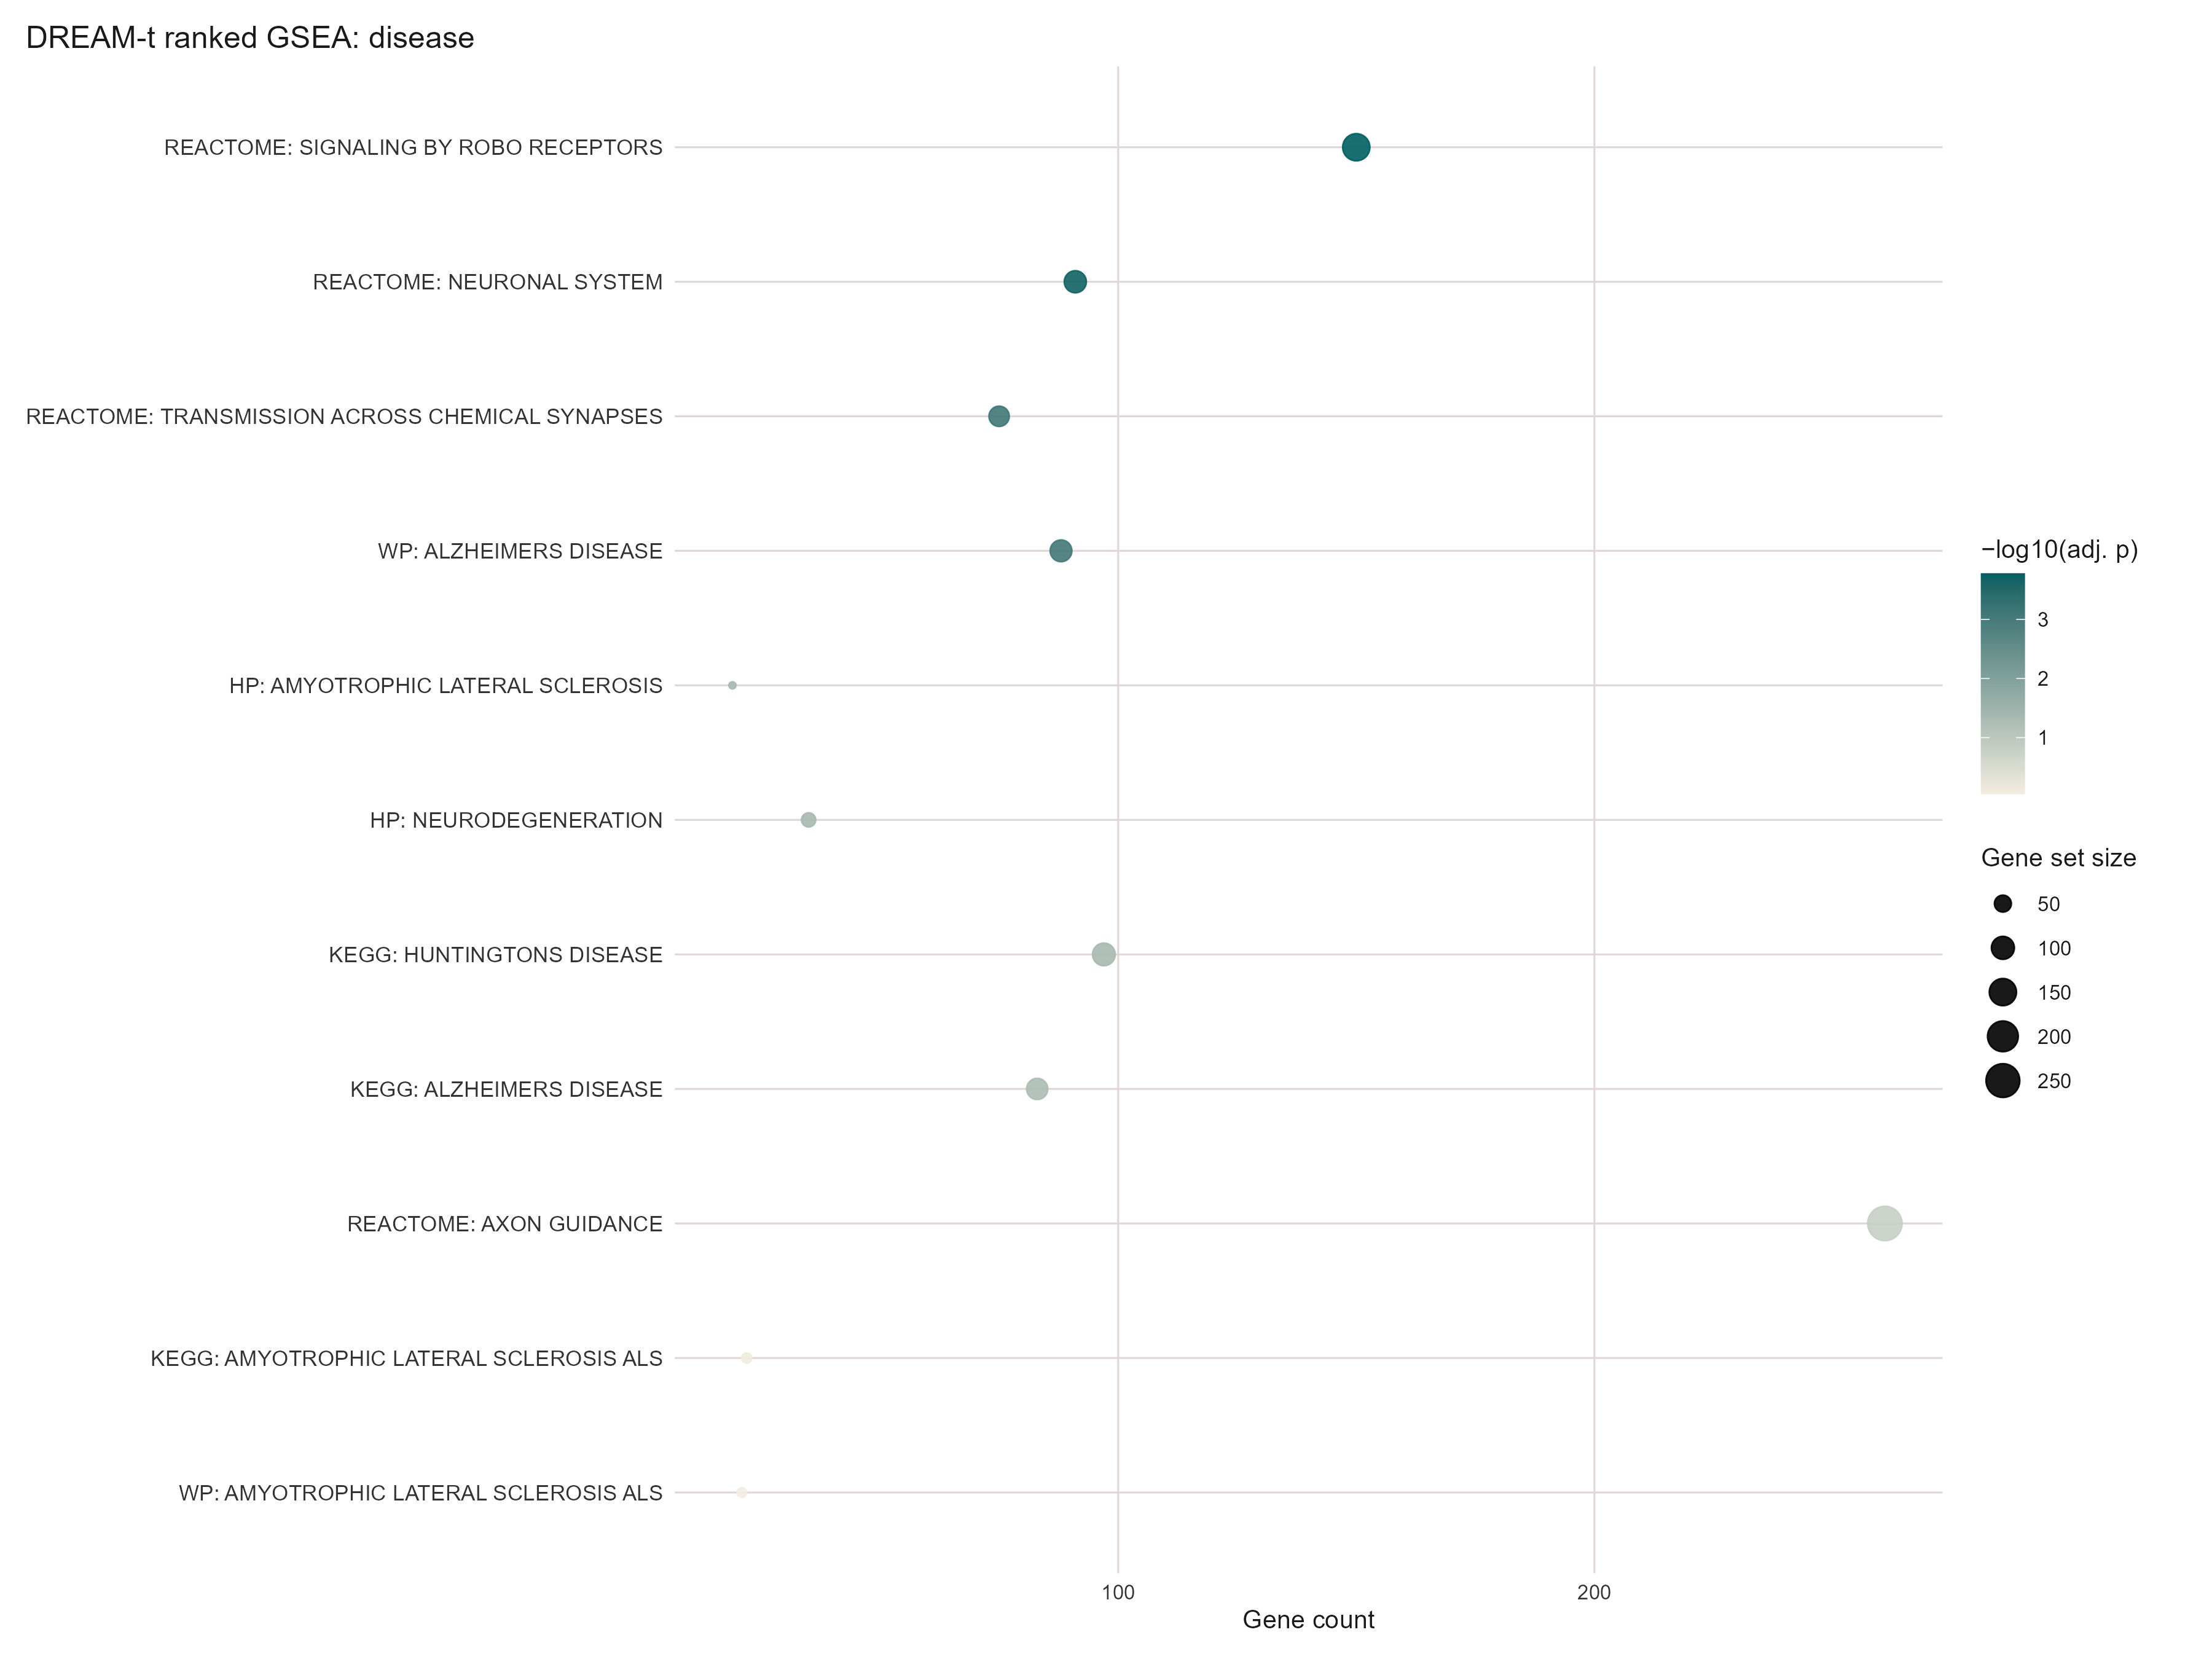 DREAM-t ranked GSEA: disease
REACTOME: SIGNALING BY ROBO RECEPTORS
REACTOME: NEURONAL SYSTEM
REACTOME: TRANSMISSION ACROSS CHEMICAL SYNAPSES
WP: ALZHEIMERS DISEASE
HP: AMYOTROPHIC LATERAL SCLEROSIS
HP: NEURODEGENERATION
KEGG: HUNTINGTONS DISEASE
KEGG: ALZHEIMERS DISEASE
REACTOME: AXON GUIDANCE
KEGG: AMYOTROPHIC LATERAL SCLEROSIS ALS
WP: AMYOTROPHIC LATERAL SCLEROSIS ALS
100 200
Gene count
−log10(adj. p)
3
2
1
Gene set size
50
100
150
200
250